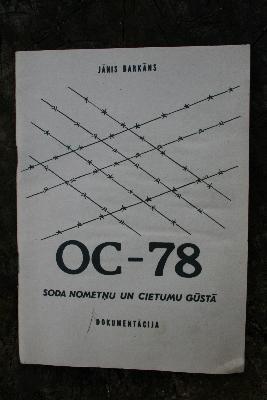 JĀNIS BARKĀNS
OC-78
SODA NOMETŅU UN CIETUMU GŪSTĀ
DOKUMENTĀCIJA